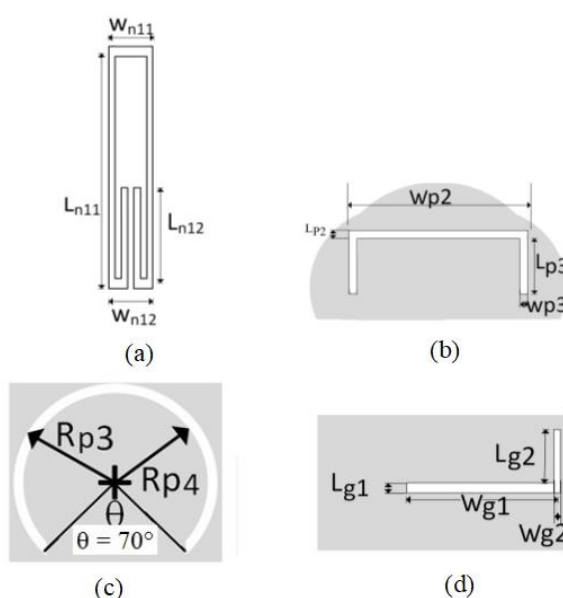 Wn11
Ln11
Ln12
Wn12
(a)
Wp2
LP2
Lp3
wp3
(b)
Rp3
Rp4
θ
θ = 70°
(c)
Lg2
Lg1
Wg1
Wg2
(d)